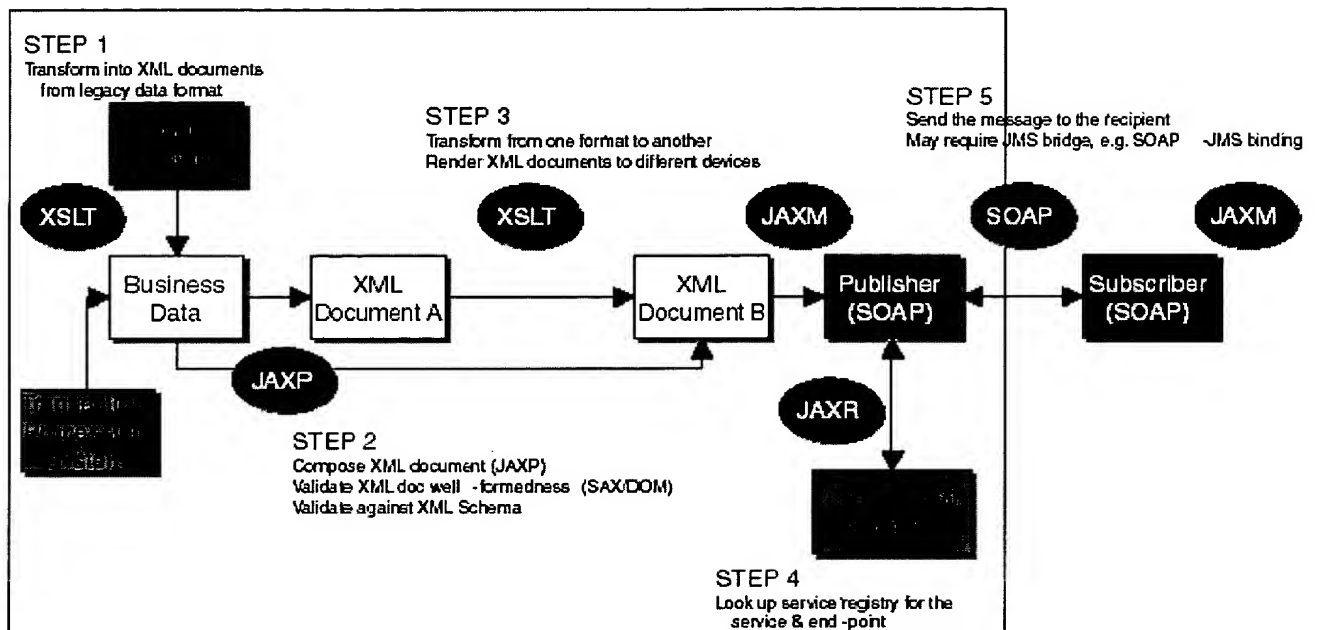 STEP 1
Transform into XML documents
from legacy data format
STEP 3
Transform from one format to another
Render XML documents to different devices
STEP 5
Send the message to the recipient
May require JMS bridge, e.g. SOAP -JMS binding
XSLT
XSLT
JAXM
SOAP
JAXM
Business
Data
XML
Document A
XML
Document B
Publisher
(SOAP)
Subscriber
(SOAP)
JAXP
JAXR
STEP 2
Compose XML document (JAXP)
Validate XML doc well -formedness (SAX/DOM)
Validate against XML Schema
STEP 4
Look up service registry for the
service & end -point